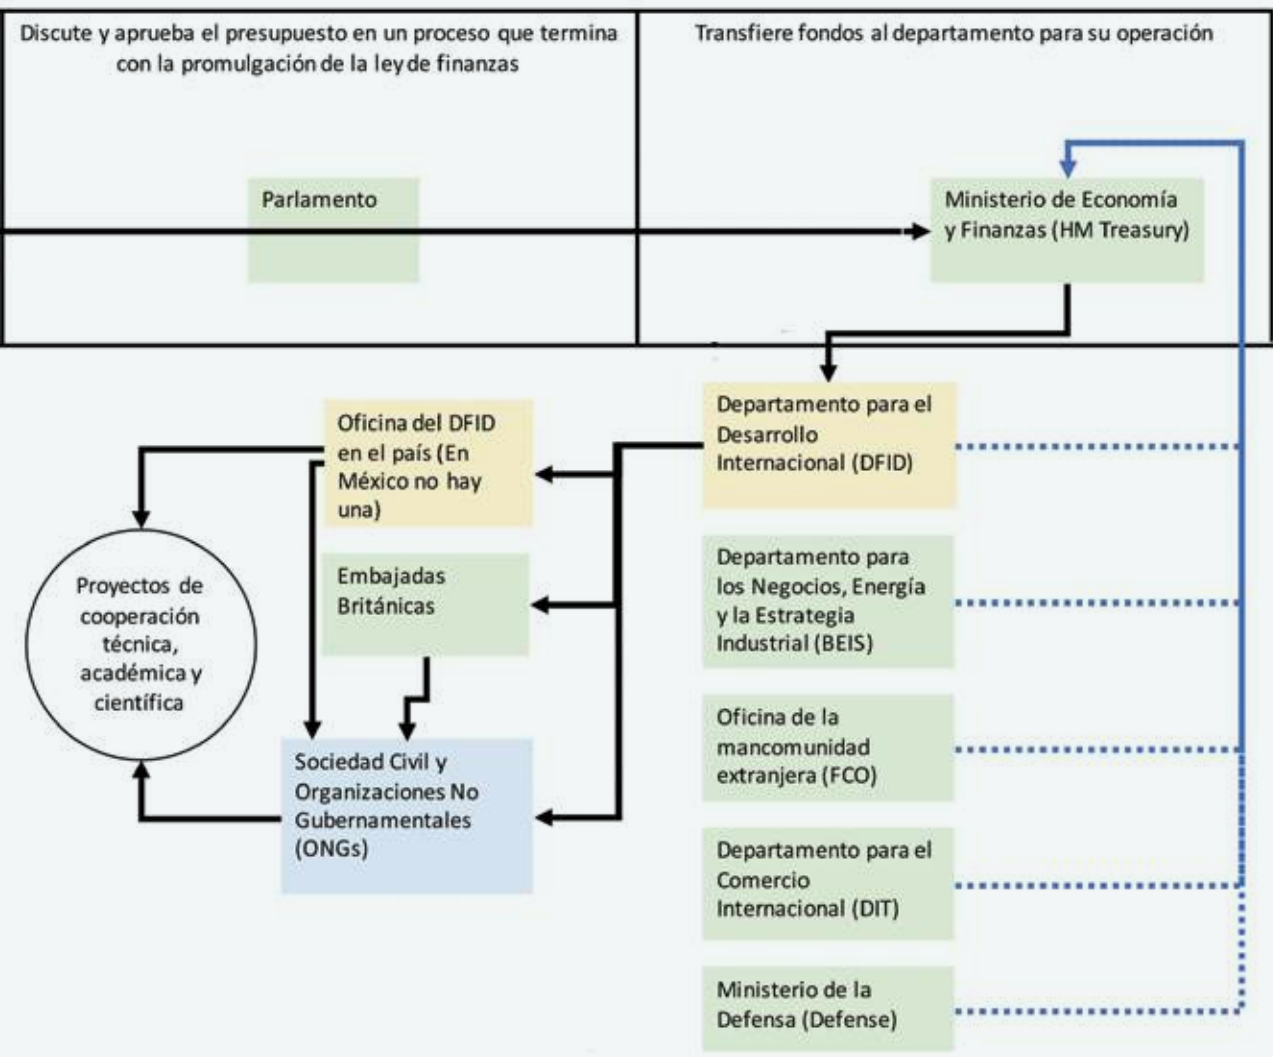 Discute y aprueba el presupuesto en un proceso que termina
con la promulgación de la ley de finanzas
Transfiere fondos al departamento para su operación
Parlamento
Ministerio de Economía
y Finanzas (HM Treasury)
Oficina del DFID
en el país (En
México no hay
una)
Departamento para el
Desarrollo
Internacional (DFID)
Embajadas
Británicas
Departamento para
los Negocios, Energía
y la Estrategia
Industrial (BEIS)
Proyectos de
cooperación
técnica,
académica y
científica
Oficina de la
mancomunidad
extranjera (FCO)
Sociedad Civil y
Organizaciones No
Gubernamentales
(ONGs)
Departamento para el
Comercio
Internacional (DIT)
Ministerio de la
Defensa (Defense)